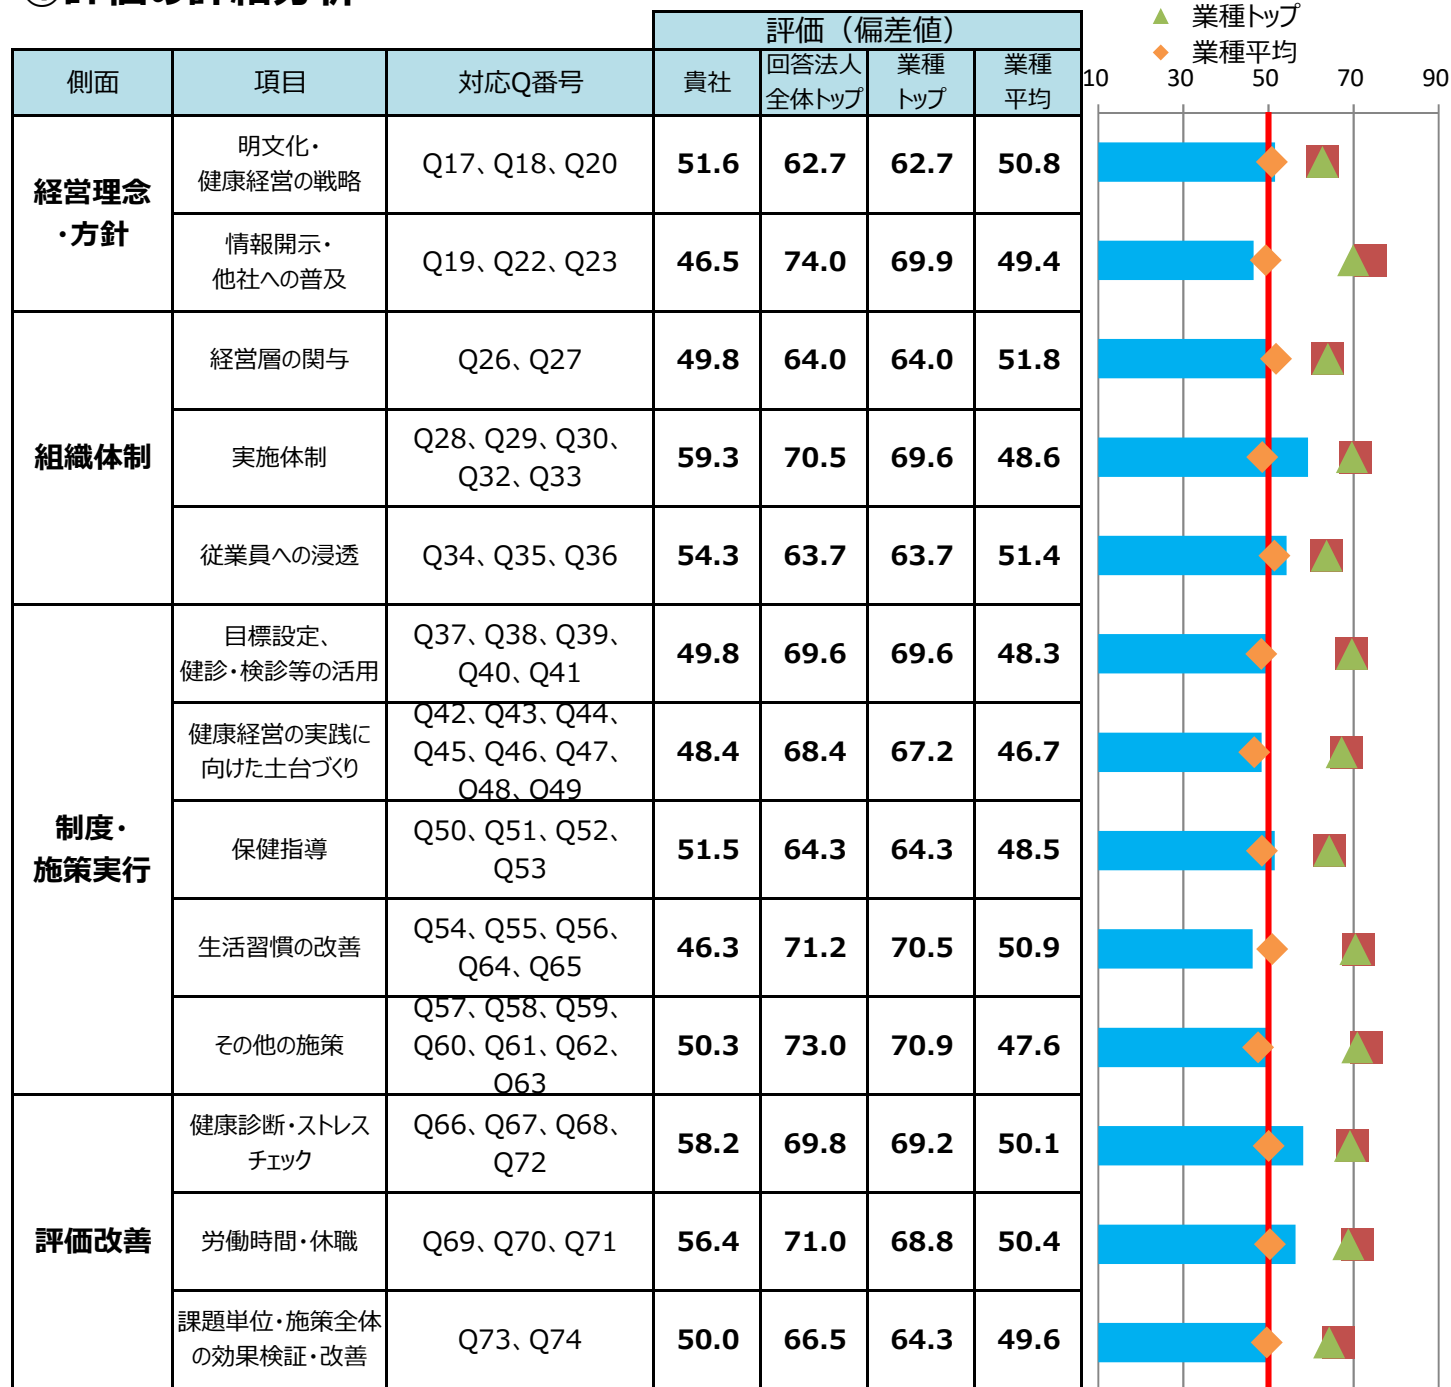 評価（偏差値）
▲ 業種トップ
◆ 業種平均
側面 項目 対応Q番号 貴社 回答法人 業種 業種
全体トップ トップ 平均
10 30 50 70 90
経営理念
・方針
明文化・
健康経営の戦略
Q17、Q18、Q20 51.6 62.7 62.7 50.8
情報開示・
他社への普及
Q19、Q22、Q23 46.5 74.0 69.9 49.4
組織体制
経営層の関与 Q26、Q27 49.8 64.0 64.0 51.8
実施体制
Q28、Q29、Q30、
Q32、Q33
59.3 70.5 69.6 48.6
従業員への浸透 Q34、Q35、Q36 54.3 63.7 63.7 51.4
制度・
施策実行
目標設定、
健診・検診等の活用
Q37、Q38、Q39、
Q40、Q41
49.8 69.6 69.6 48.3
健康経営の実践に
向けた土台づくり
Q42、Q43、Q44、
Q45、Q46、Q47、
Q48、Q49
48.4 68.4 67.2 46.7
保健指導
Q50、Q51、Q52、
Q53
51.5 64.3 64.3 48.5
生活習慣の改善
Q54、Q55、Q56、
Q64、Q65
46.3 71.2 70.5 50.9
その他の施策
Q57、Q58、Q59、
Q60、Q61、Q62、
Q63
50.3 73.0 70.9 47.6
評価改善
健康診断・ストレス
チェック
Q66、Q67、Q68、
Q72
58.2 69.8 69.2 50.1
労働時間・休職 Q69、Q70、Q71 56.4 71.0 68.8 50.4
課題単位・施策全体
の効果検証・改善
Q73、Q74 50.0 66.5 64.3 49.6